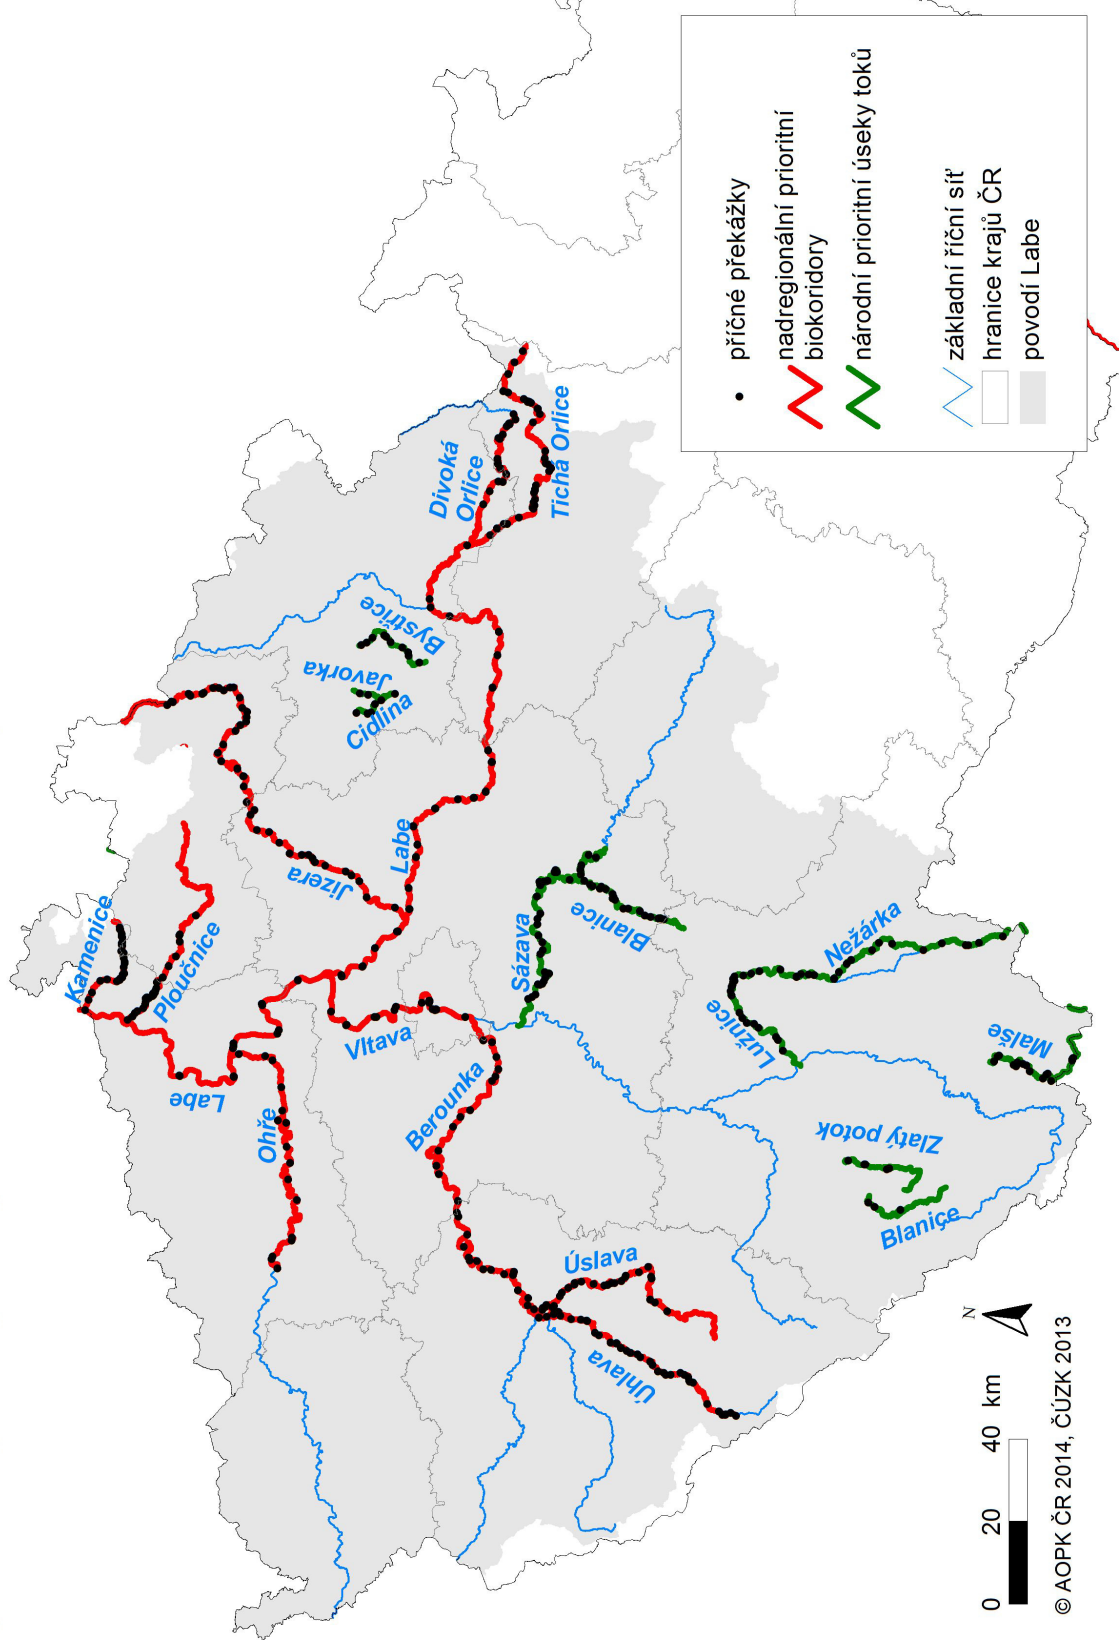 Kamenice
Ploučnice
Labe
Ohře
Vltava
Berounka
Jizera
Labe
Cidlina
Javorka
Bystřice
Divoká
Orlice
Tichá Orlice
Sázava
Blanice
Úslava
Úhlava
Lužnice
Nežárka
Malše
Zlatý potok
Blanice
příčné překážky
nadregionální prioritní
biokoridory
národní prioritní úseky toků
základní říční síť
hranice krajů ČR
povodí Labe
N
0 20 40 km
© AOPK ČR 2014, ČÚZK 2013